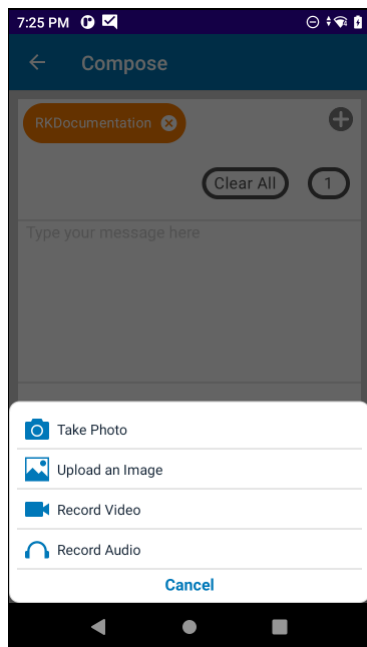 7:25 PM
Compose
RKDocumentation
Clear All
1
Type your message here
Take Photo
Upload an Image
Record Video
Record Audio
Cancel